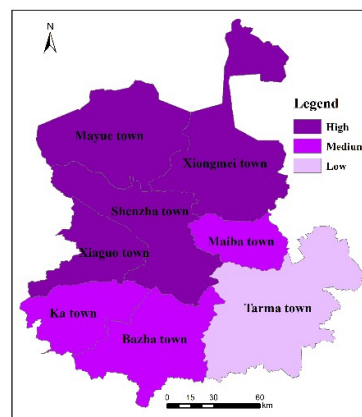 N
Legend
High
Medium
Low
Mayue town
Xiongmei town
Shenzha town
Maiba town
Xiaguo town
Tarma town
Ka town
Bazha town
0 15 30 60
km